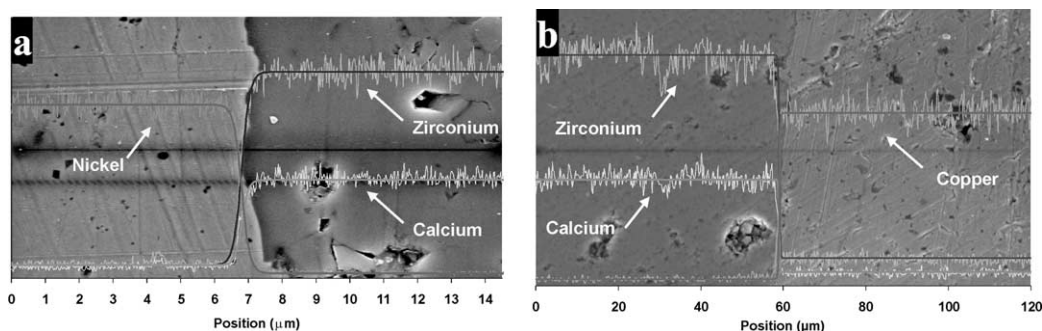 a
Zirconium
Nickel
Calcium
0 1 2 3 4 5 6 7 8 9 10 11 12 13 14
Position (μm)
b
Zirconium
Copper
Calcium
0 20 40 60 80 100 120
Position (μm)